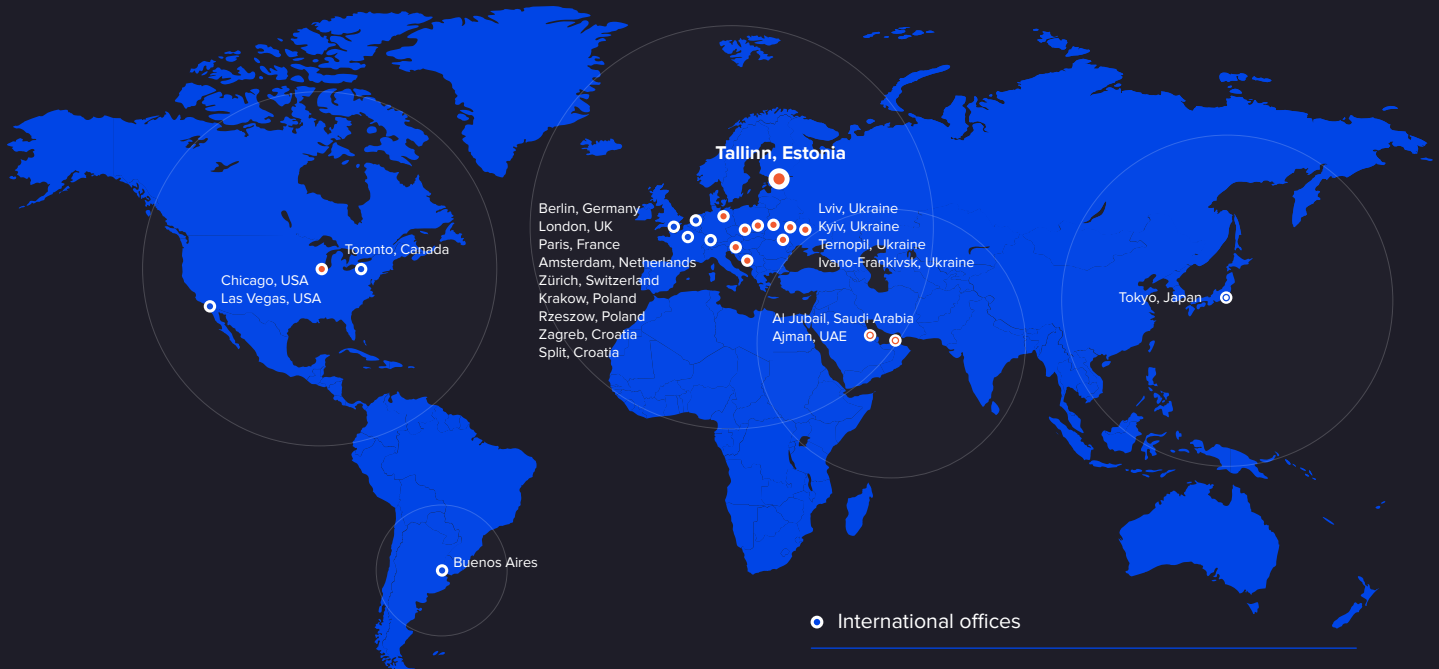 Tallinn, Estonia
Berlin, Germany
London, UK
Paris, France
Amsterdam, Netherlands
Zürich, Switzerland
Krakow, Poland
Rzeszow, Poland
Zagreb, Croatia
Split, Croatia
Lviv, Ukraine
Kyiv, Ukraine
Ternopil, Ukraine
Ivano-Frankivsk, Ukraine
Toronto, Canada
Chicago, USA
Las Vegas, USA
Al Jubail, Saudi Arabia
Ajman, UAE
Tokyo, Japan
Buenos Aires
International offices